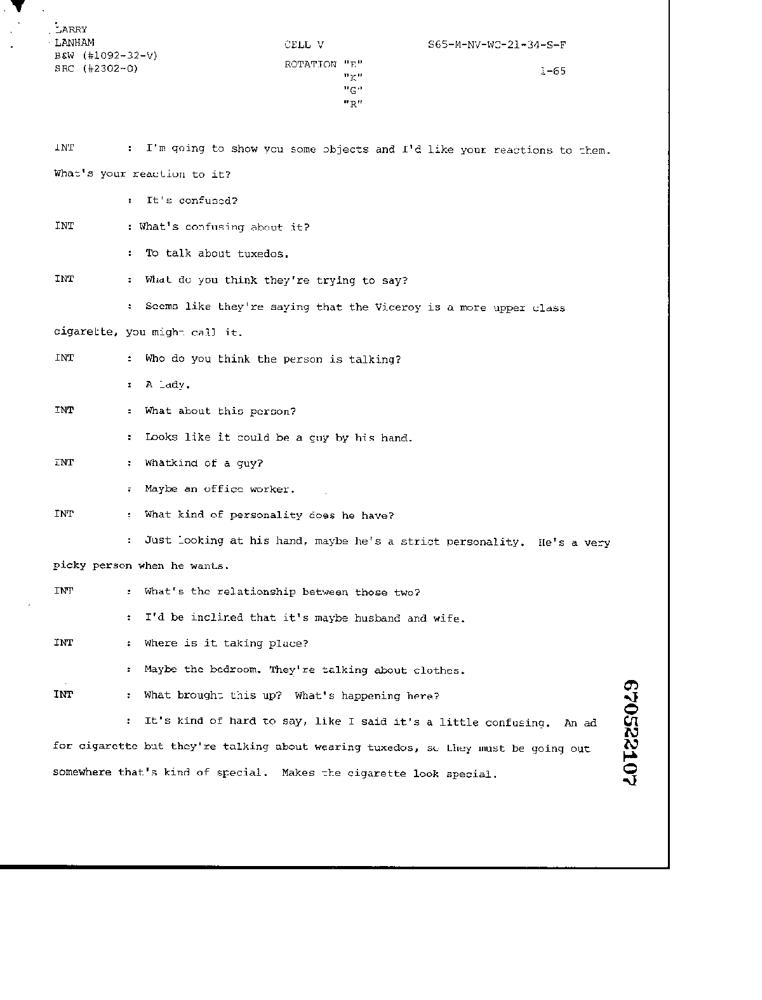 LARRY
LANHAM CELL V S65-M-NV-WC-21-34-S-F
B&W (#1092-32-V)
SRC (#2302-0) ROTATION "E" 1-65
"K"
"G"
"R"
INT : I'm going to show you some objects and I'd like your reactions to them.
What's your reaction to it?
: It's confused?
INT : What's confusing about it?
: To talk about tuxedos.
INT : What do you think they're trying to say?
: Seems like they're saying that the Viceroy is a more upper class
cigarette, you might call it.
INT : Who do you think the person is talking?
: A lady.
INT : What about this person?
: Looks like it could be a guy by his hand.
INT : Whatkind of a guy?
: Maybe an office worker.
INT : What kind of personality does he have?
: Just looking at his hand, maybe he's a strict personality. He's a very
picky person when he wants.
INT : What's the relationship between those two?
: I'd be inclined that it's maybe husband and wife.
INT : Where is it taking place?
: Maybe the bedroom. They're talking about clothes.
INT : What brought this up? What's happening here?
: It's kind of hard to say, like I said it's a little confusing. An ad
for cigarette but they're talking about wearing tuxedos, so they must be going out
somewhere that's kind of special. Makes the cigarette look special.
670522107